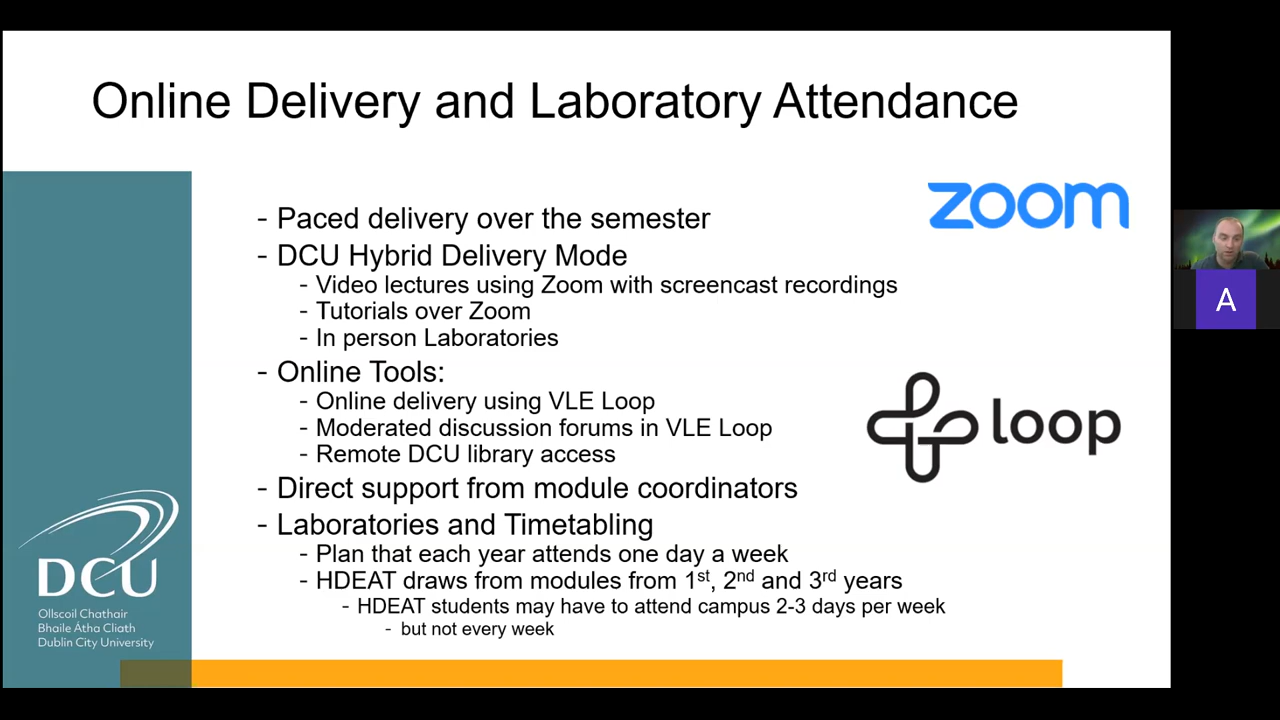 Online Delivery and Laboratory Attendance
zoom
- Paced delivery over the semester
- DCU Hybrid Delivery Mode
- Video lectures using Zoom with screencast recordings
- Tutorials over Zoom
- In person Laboratories
- Online Tools:
- Online delivery using VLE Loop
- Moderated discussion forums in VLE Loop
- Remote DCU library access
loop
- Direct support from module coordinators
- Laboratories and Timetabling
- Plan that each year attends one day a week
- HDEAT draws from modules from 1st, 2nd and 3rd years
- HDEAT students may have to attend campus 2-3 days per week
- but not every week
DCU
Ollscoil Chathair
Bhaile Átha Cliath
Dublin City University
A